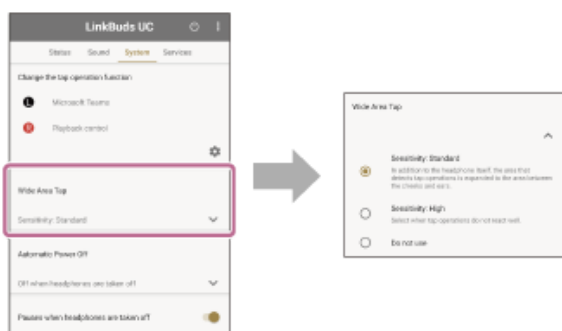 LinkBuds UC
Status Sound System Services
Change the tap operation function
L Microsoft Teams
R Playback control
Wide Area Tap
Sensitivity: Standard
Automatic Power Off
Off when headphones are taken off
Pauses when headphones are taken off
Wide Area Tap
Sensitivity: Standard
In addition to the headphone itself, the area that
detects tap operations is expanded to the area between
the cheeks and ears.
Sensitivity: High
Select when tap operations do not react well.
Do not use